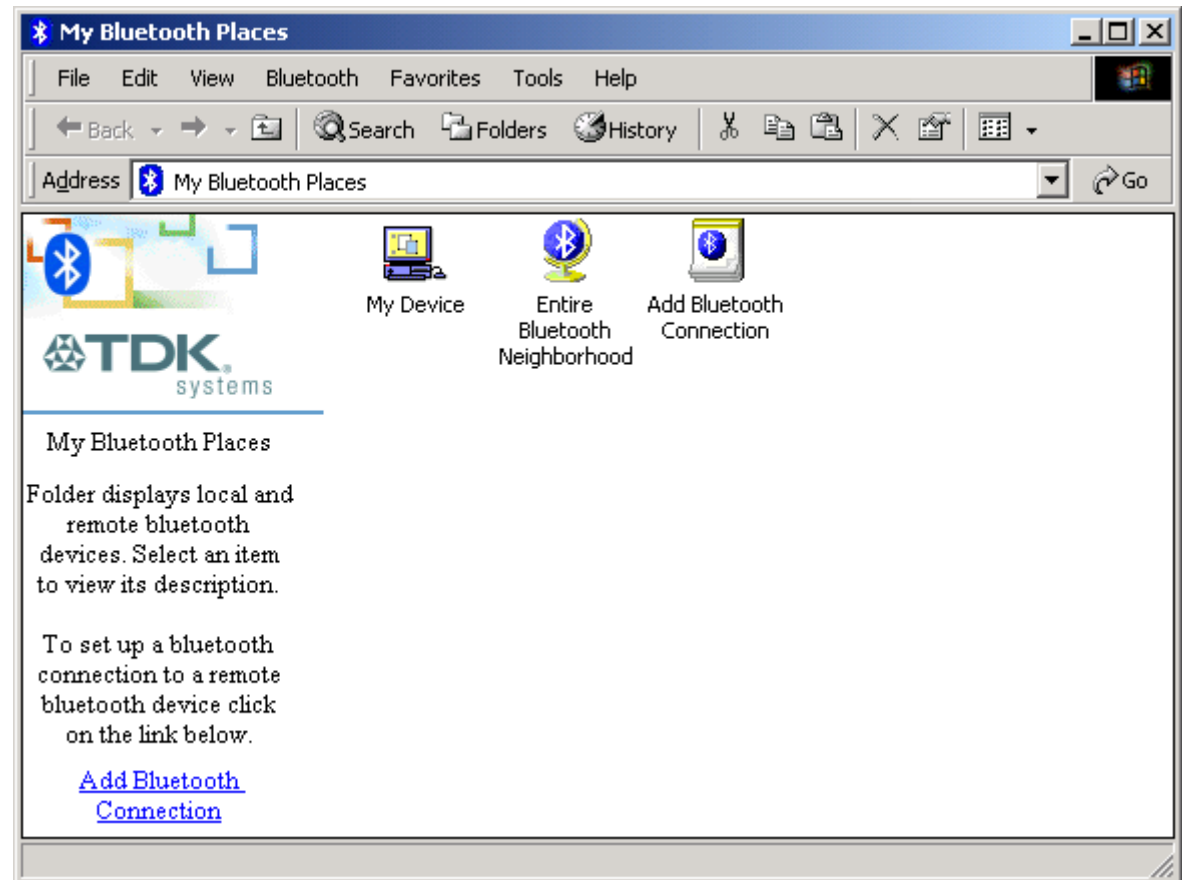 My Bluetooth Places
File Edit View Bluetooth Favorites Tools Help
Back Search Folders History
Address My Bluetooth Places Go
My Device
Entire
Bluetooth
Neighborhood
Add Bluetooth
Connection
TDK
systems
My Bluetooth Places
Folder displays local and
remote bluetooth
devices. Select an item
to view its description.
To set up a bluetooth
connection to a remote
bluetooth device click
on the link below.
Add Bluetooth
Connection